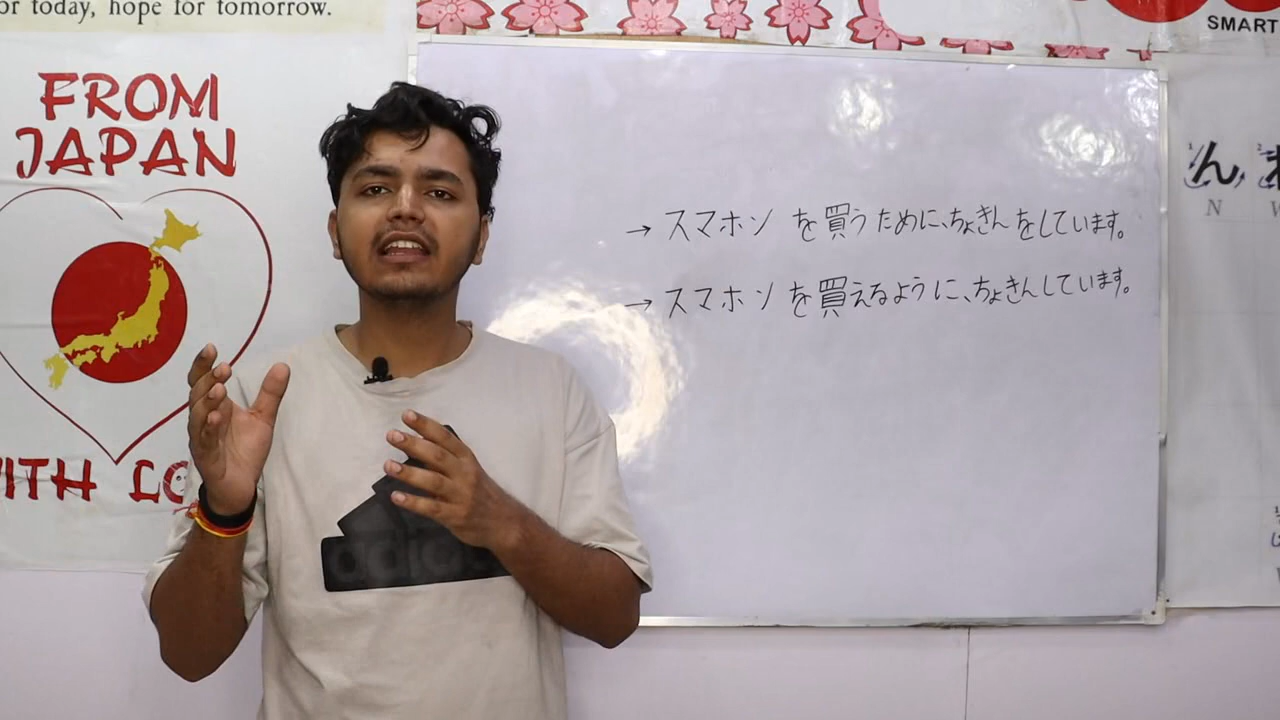 or today, hope for tomorrow.
FROM
JAPAN
WITH LO
SMART
→ スマホンを買うために、ちょきんをしています。
→ スマホンを買えるように、ちょきんしています。
ん
N
adidas